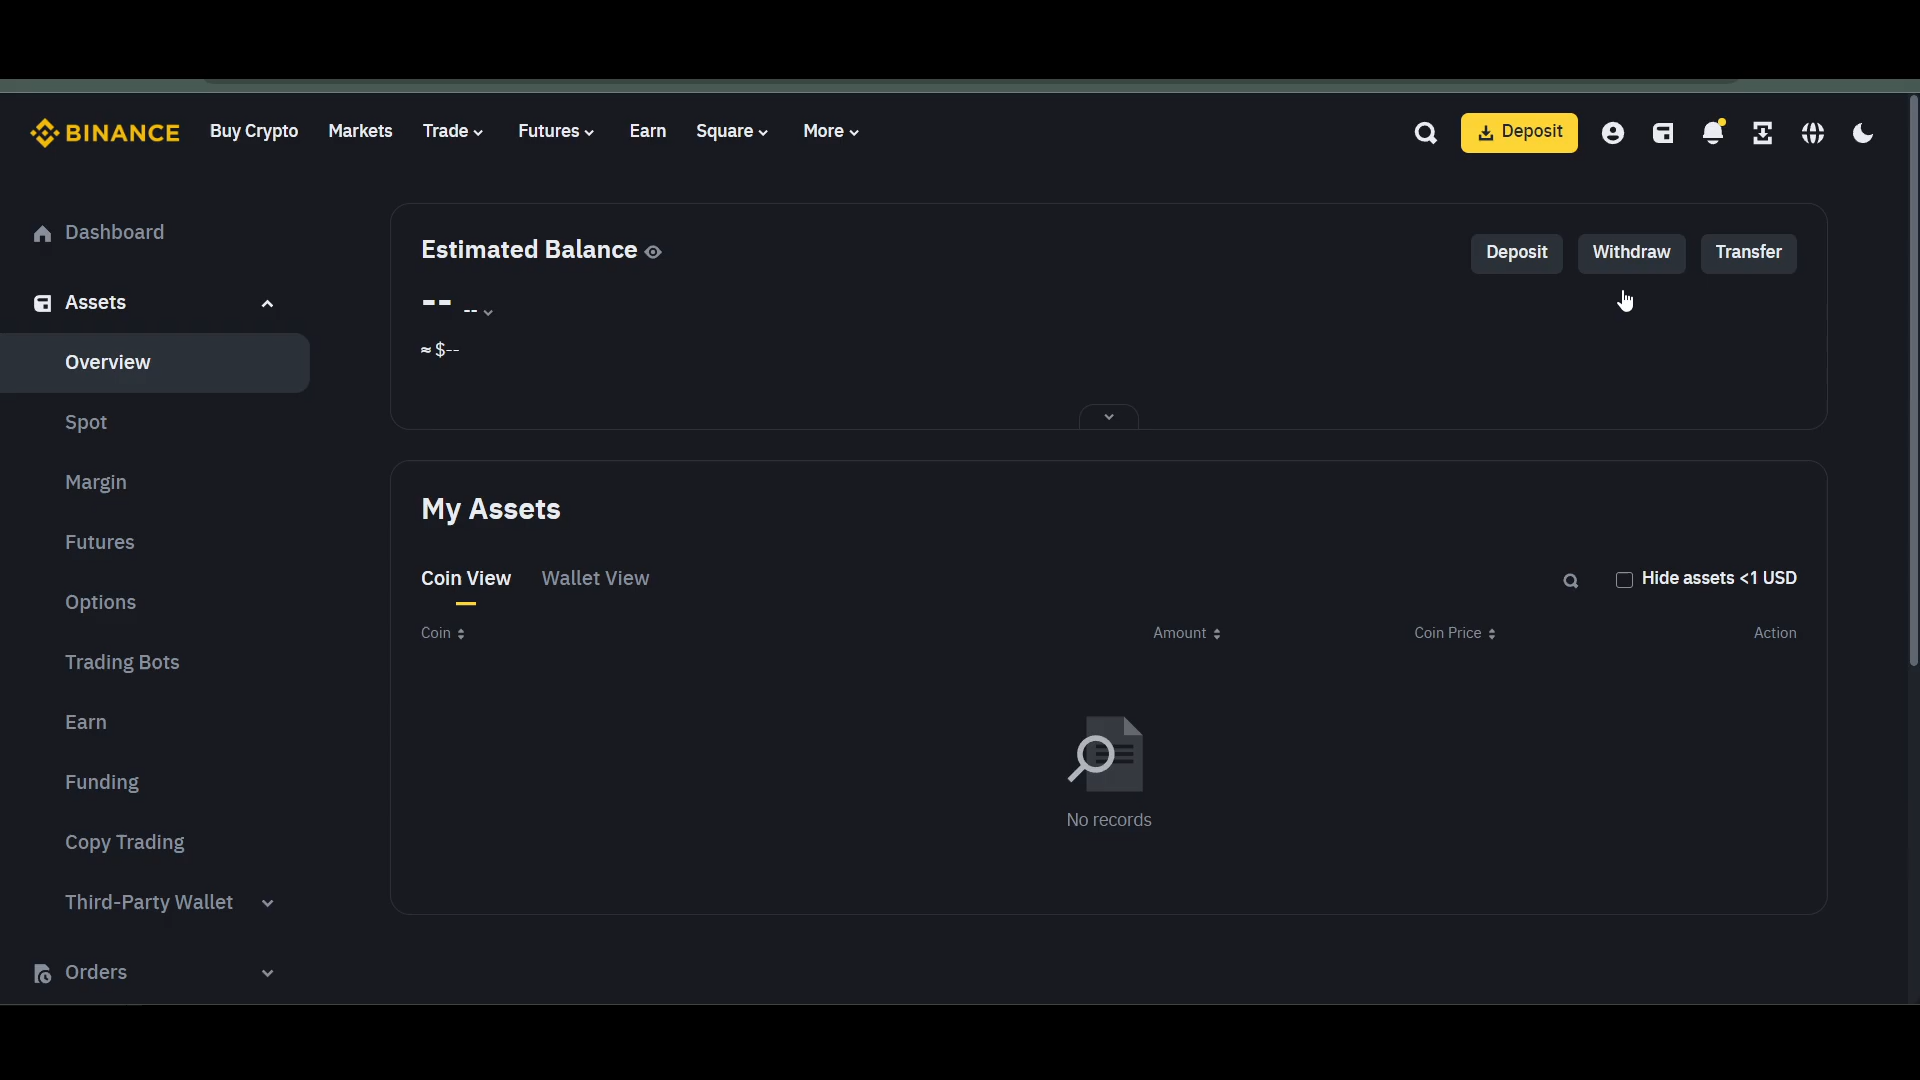 BINANCE Buy Crypto Markets Trade Futures Earn Square More Deposit
Dashboard
Assets
Overview
Spot
Margin
Futures
Options
Trading Bots
Earn
Funding
Copy Trading
Third-Party Wallet
Orders
Estimated Balance
Deposit Withdraw Transfer
-- --
≈ $--
My Assets
Coin View Wallet View
Hide assets <1 USD
Coin Amount Coin Price Action
No records